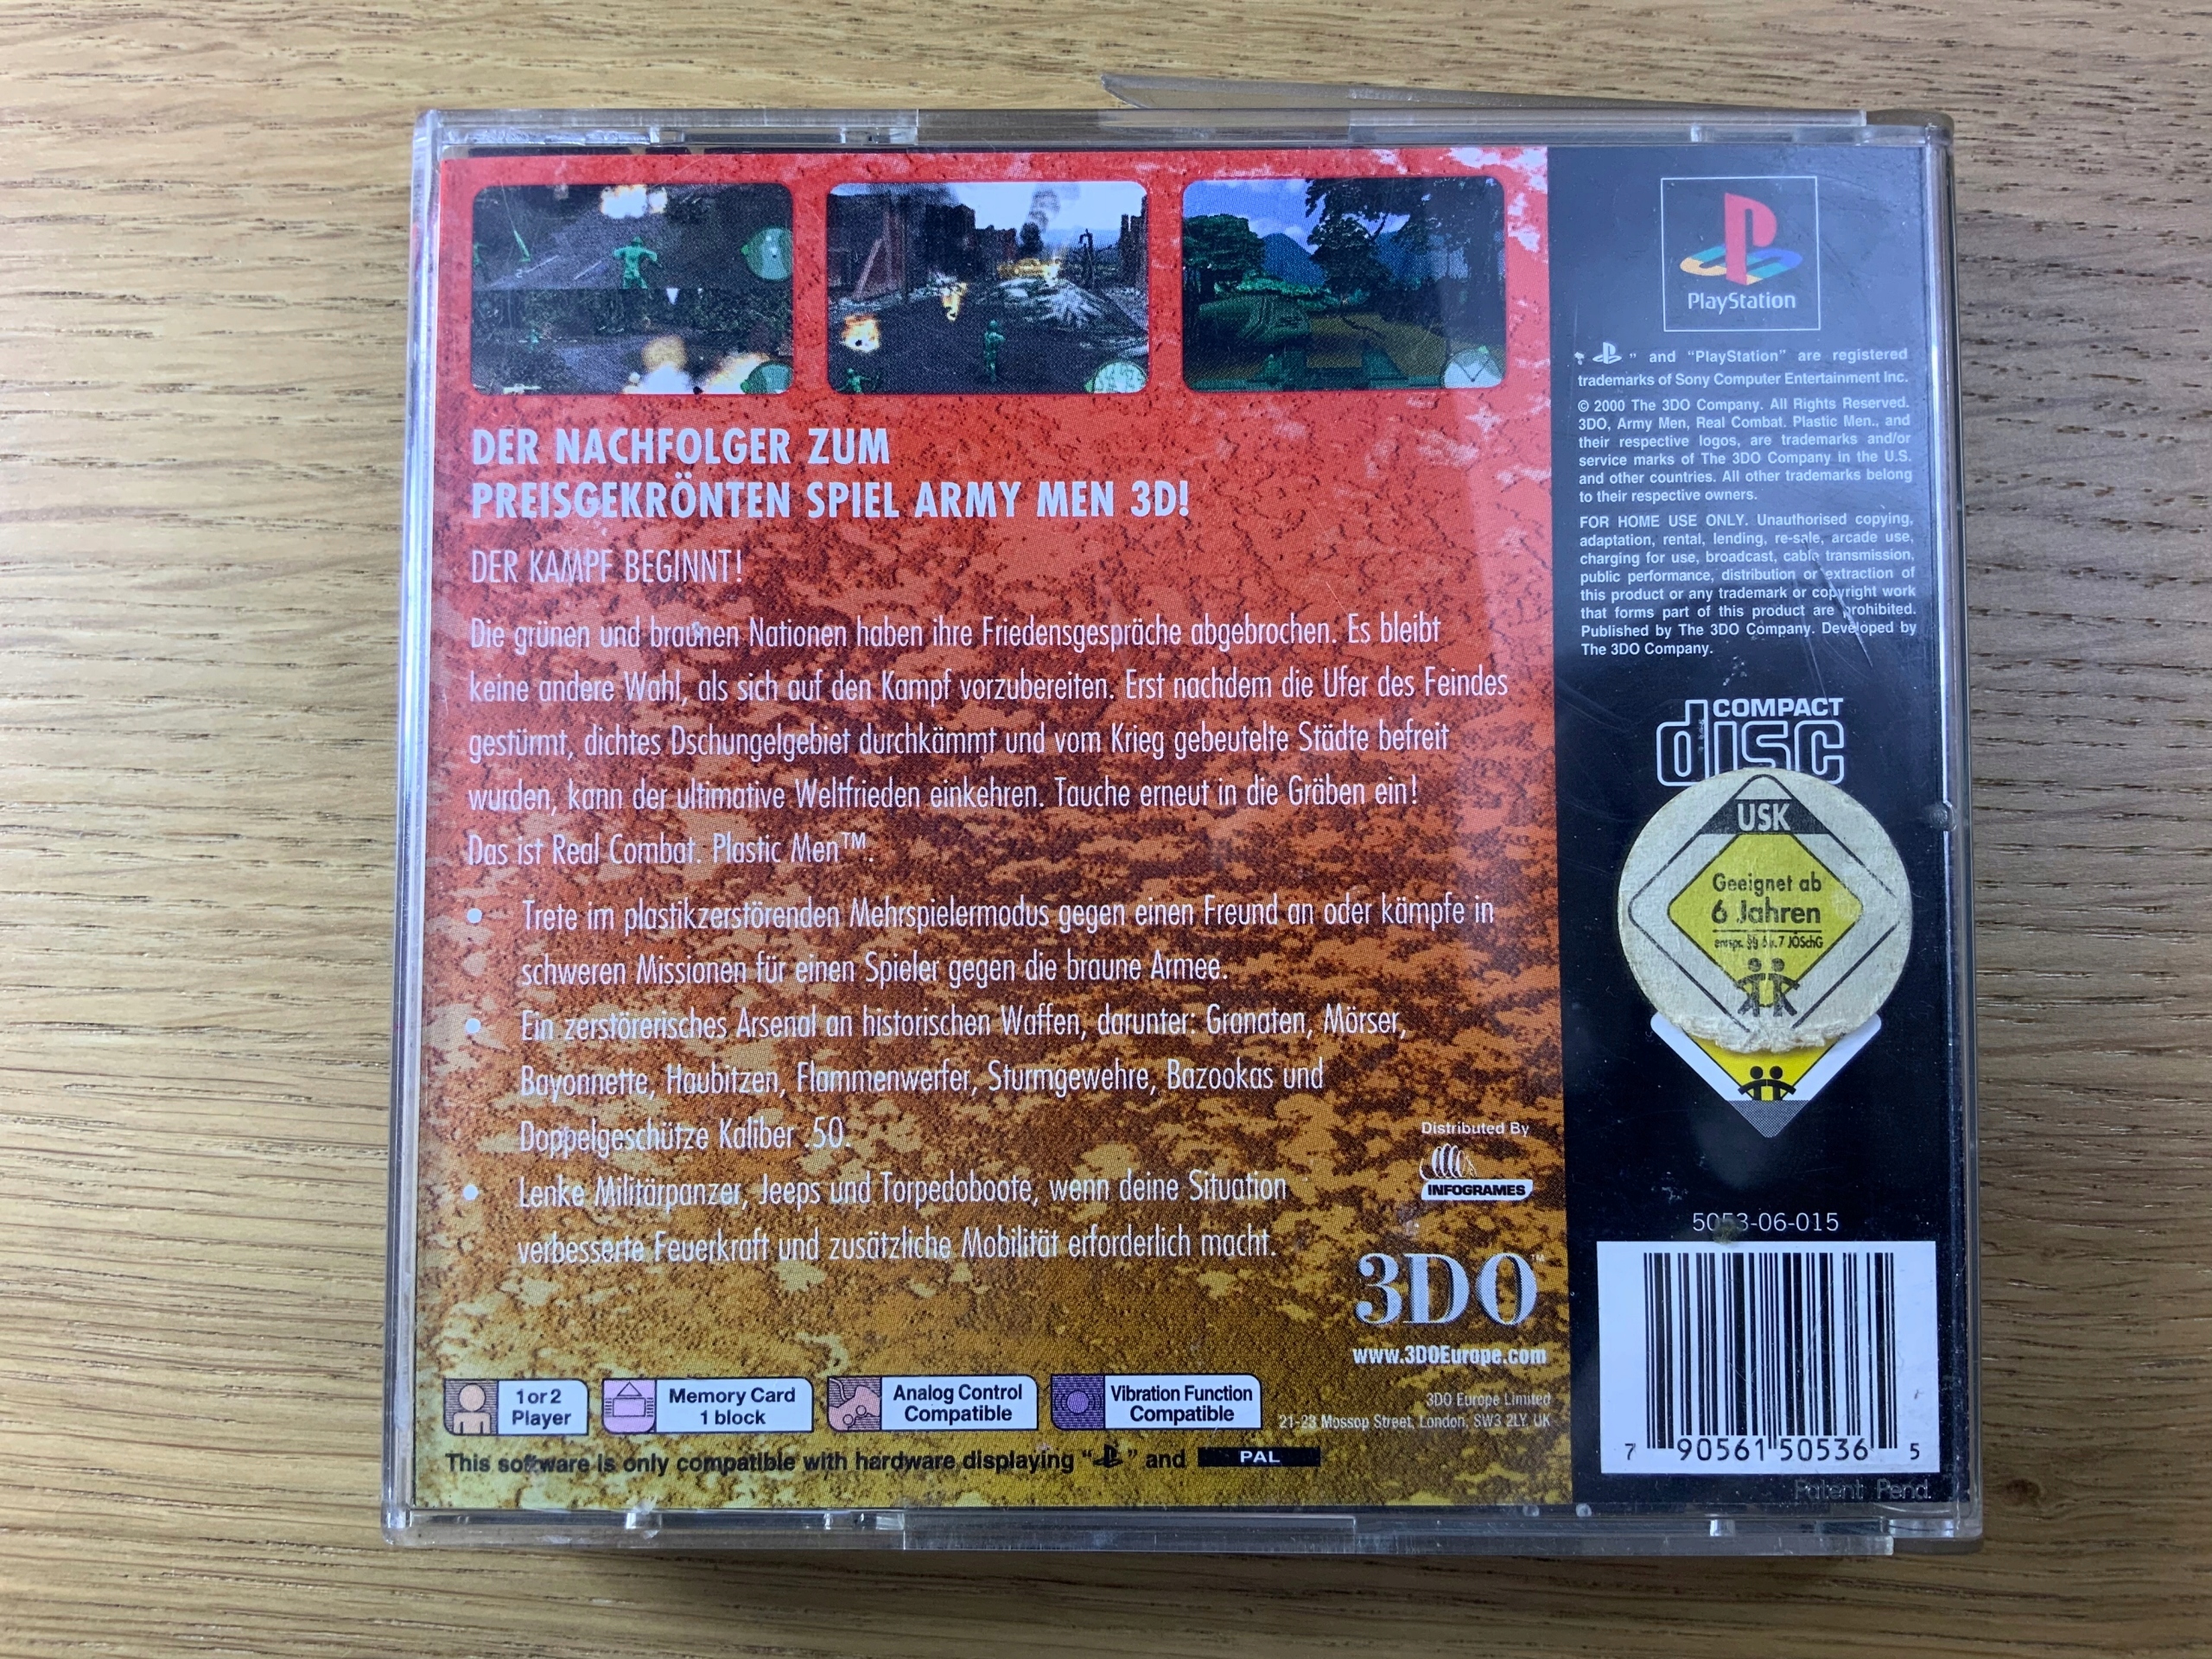 DER NACHFOLGER ZUM
PREISGEKRÖNTEN SPIEL ARMY MEN 3D!
DER KAMPF BEGINNT!
Die grünen und braunen Nationen haben ihre Friedensgespräche abgebrochen. Es bleibt
keine andere Wahl, als sich auf den Kampf vorzubereiten. Erst nachdem die Ufer des Feindes
gestürmt, dichtes Dschungelgebiet durchkämmt und vom Krieg gebeutelte Städte befreit
wurden, kann der ultimative Weltfrieden einkehren. Tauche erneut in die Gräben ein!
Das ist Real Combat. Plastic Men™.
• Trete im plastikzerstörenden Mehrspielermodus gegen einen Freund an oder kämpfe in
schweren Missionen für einen Spieler gegen die braune Armee.
• Ein zerstörerisches Arsenal an historischen Waffen, darunter: Granaten, Mörser,
Bayonnette, Haubitzen, Flammenwerfer, Sturmgewehre, Bazookas und
Doppelgeschütze Kaliber .50.
• Lenke Militärpanzer, Jeeps und Torpedoboote, wenn deine Situation
verbesserte Feuerkraft und zusätzliche Mobilität erforderlich macht.
Distributed By
INFOGRAMES
3DO™
www.3DOEurope.com
3DO Europe Limited
21-23 Mossop Street, London, SW3 2LY. UK
1 or 2
Player
Memory Card
1 block
Analog Control
Compatible
Vibration Function
Compatible
This software is only compatible with hardware displaying “ ” and PAL
PlayStation
“ ” and “PlayStation” are registered
trademarks of Sony Computer Entertainment Inc.
© 2000 The 3DO Company. All Rights Reserved.
3DO, Army Men, Real Combat. Plastic Men., and
their respective logos, are trademarks and/or
service marks of The 3DO Company in the U.S.
and other countries. All other trademarks belong
to their respective owners.
FOR HOME USE ONLY. Unauthorised copying,
adaptation, rental, lending, re-sale, arcade use,
charging for use, broadcast, cable transmission,
public performance, distribution or extraction of
this product or any trademark or copyright work
that forms part of this product are prohibited.
Published by The 3DO Company. Developed by
The 3DO Company.
COMPACT
disc
USK
Geeignet ab
6 Jahren
entspr. §§ 6 u. 7 JÖSchG
5053-06-015
7 90561 50536 5
Patent Pend.